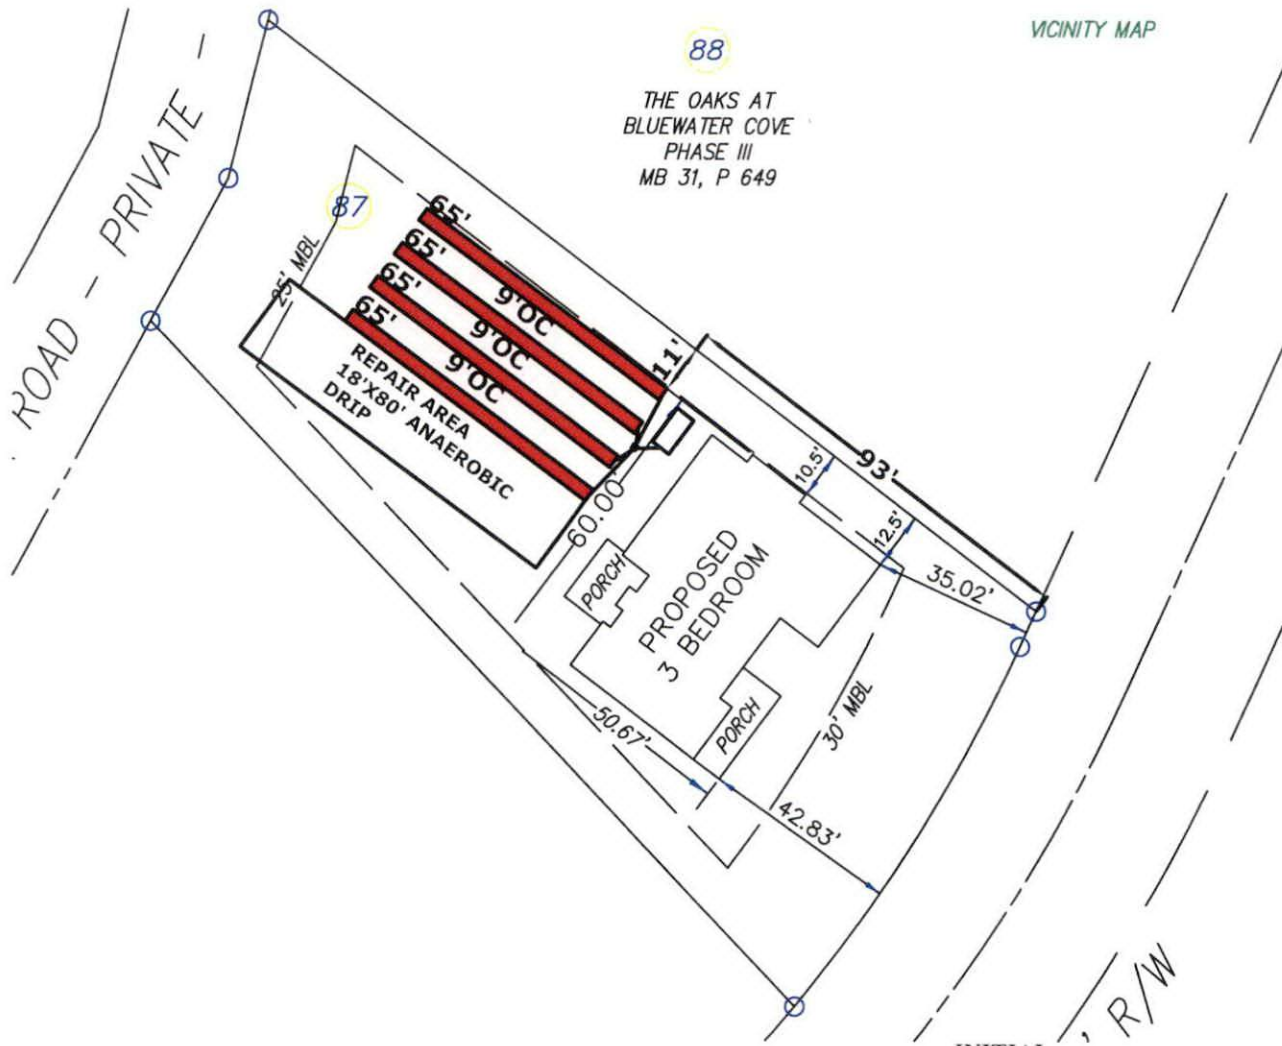 VICINITY MAP
88
THE OAKS AT
BLUEWATER COVE
PHASE III
MB 31, P 649
ROAD - PRIVATE -
87
25' MBL
65'
65'
65'
65'
9'OC
9'OC
9'OC
REPAIR AREA
18'X80' ANAEROBIC
DRIP
11'
93'
10.5'
12.5'
35.02'
60.00'
PORCH
PROPOSED
3 BEDROOM
PORCH
30' MBL
50.67'
42.83'
' R/W